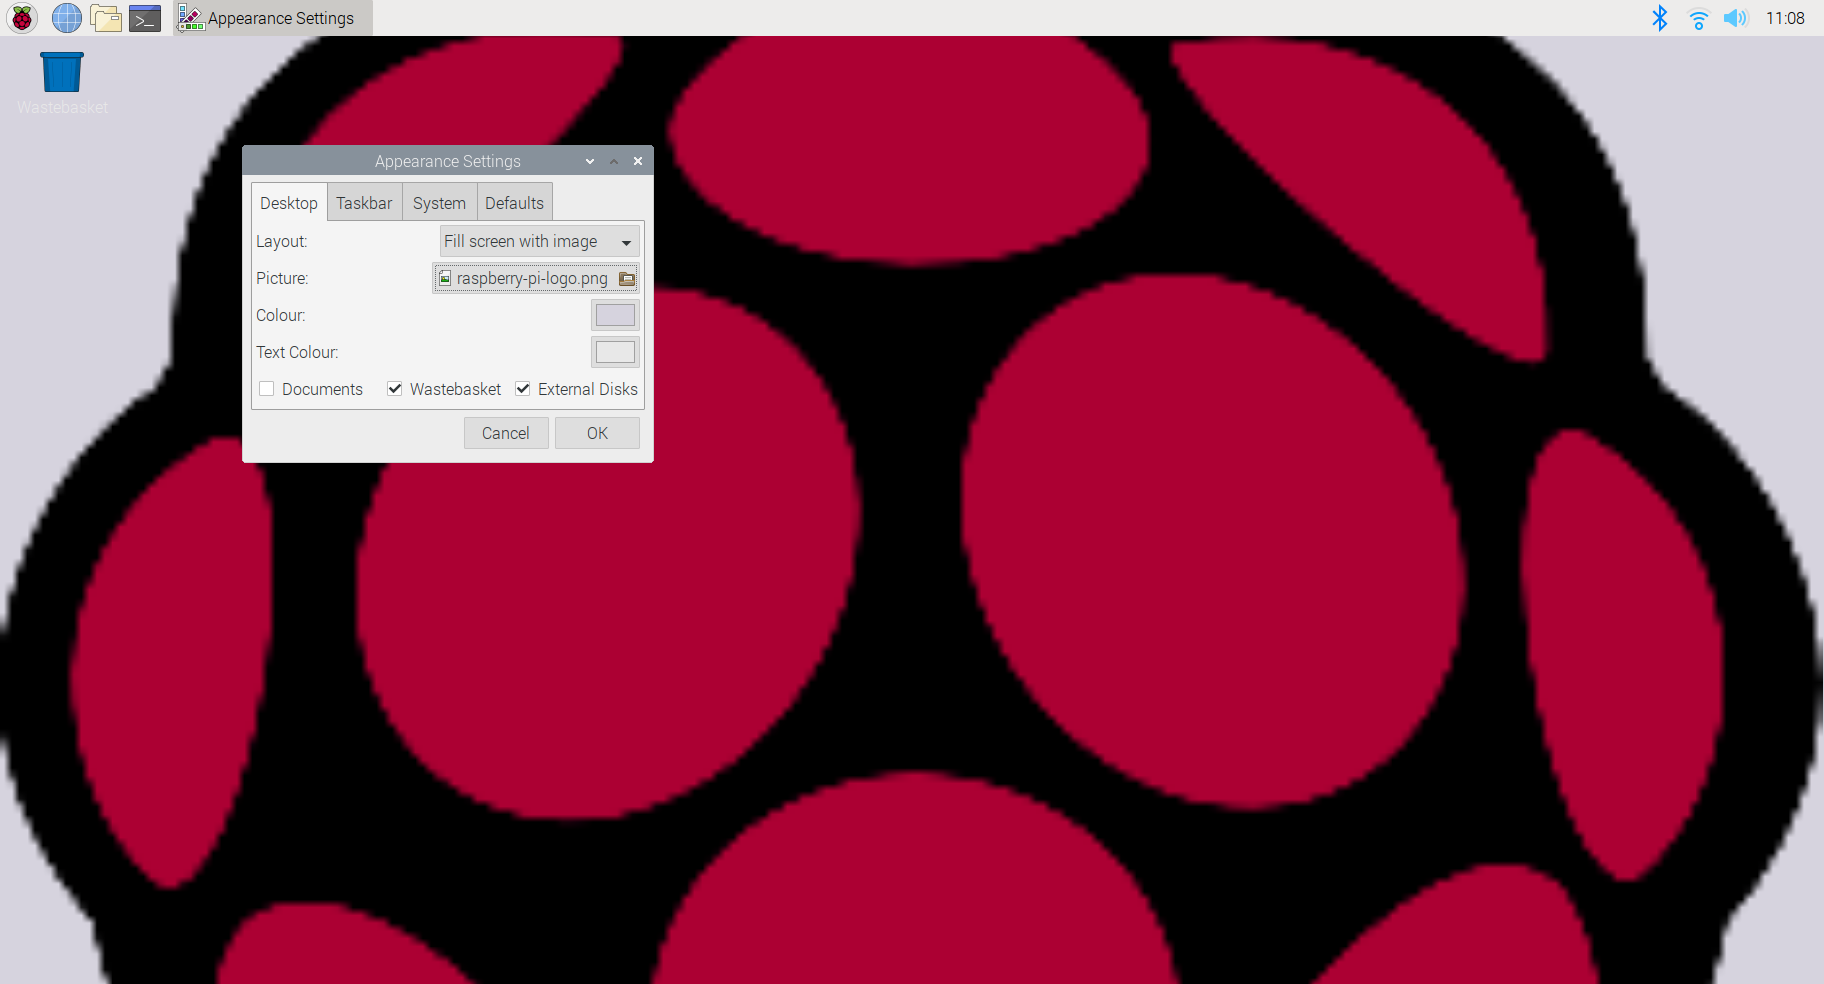 Appearance Settings
11:08
Wastebasket
Appearance Settings
Desktop Taskbar System Defaults
Layout: Fill screen with image
Picture: raspberry-pi-logo.png
Colour:
Text Colour:
Documents Wastebasket External Disks
Cancel OK